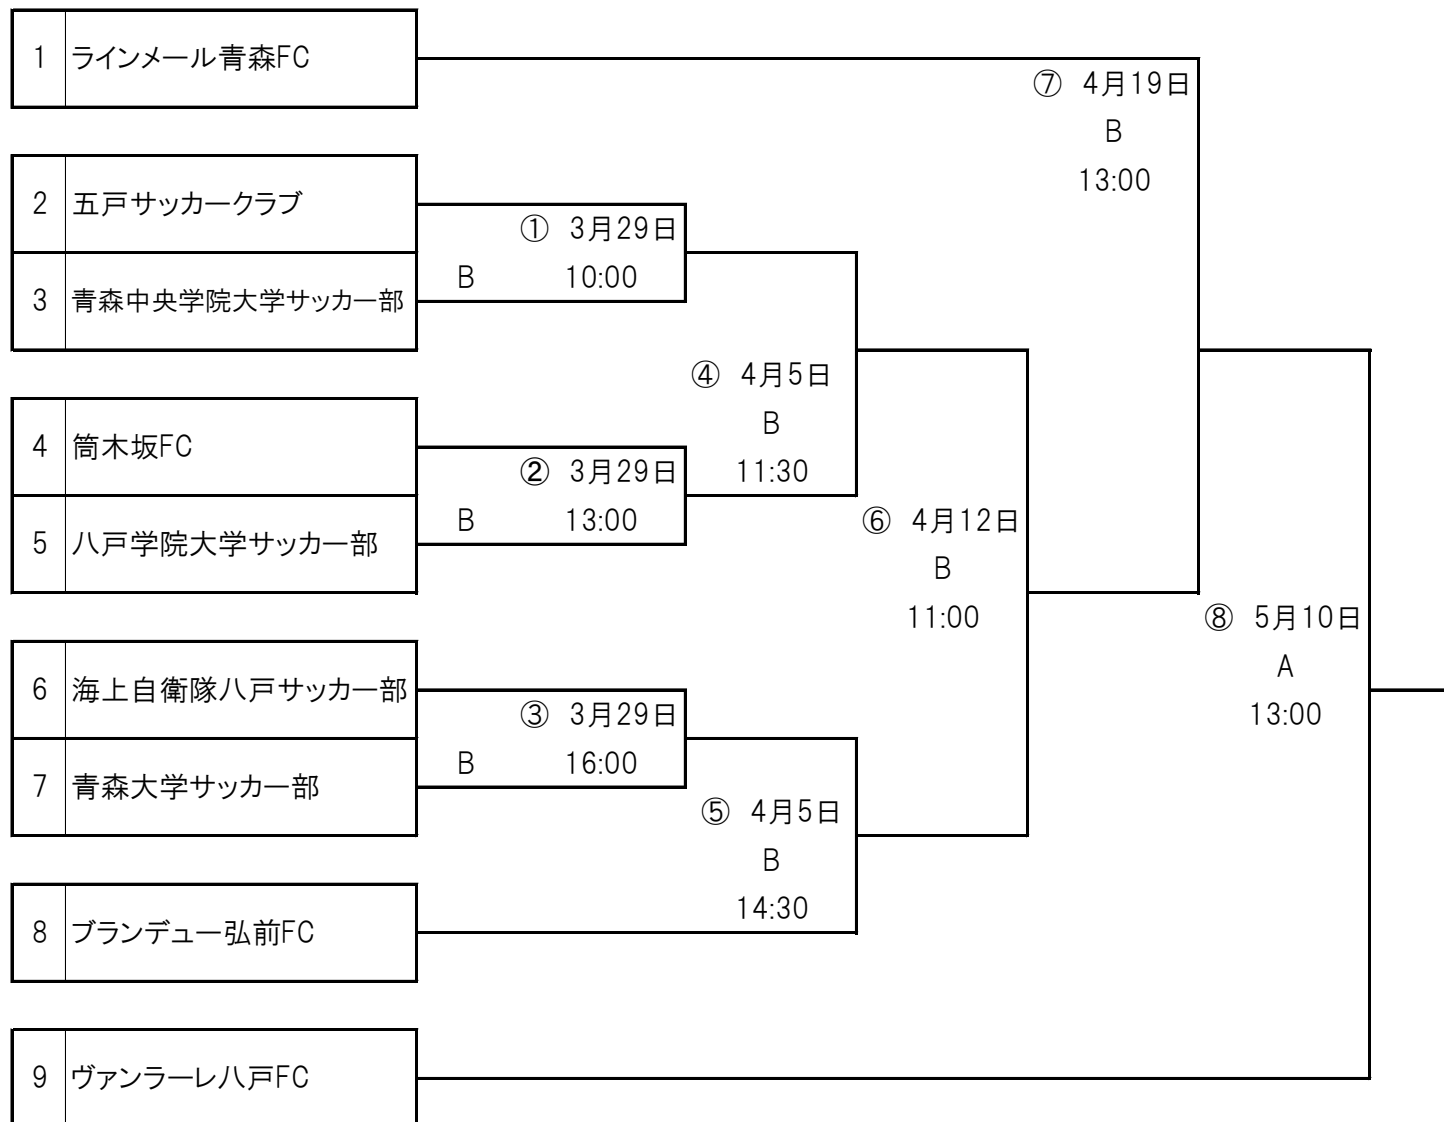 1 ラインメール青森FC
⑦ 4月19日
B
13:00
2 五戸サッカークラブ
① 3月29日
B 10:00
3 青森中央学院大学サッカー部
④ 4月5日
B
11:30
4 筒木坂FC
② 3月29日
B 13:00
5 八戸学院大学サッカー部
⑥ 4月12日
B
11:00
⑧ 5月10日
A
13:00
6 海上自衛隊八戸サッカー部
③ 3月29日
B 16:00
7 青森大学サッカー部
⑤ 4月5日
B
14:30
8 ブランデュー弘前FC
9 ヴァンラーレ八戸FC